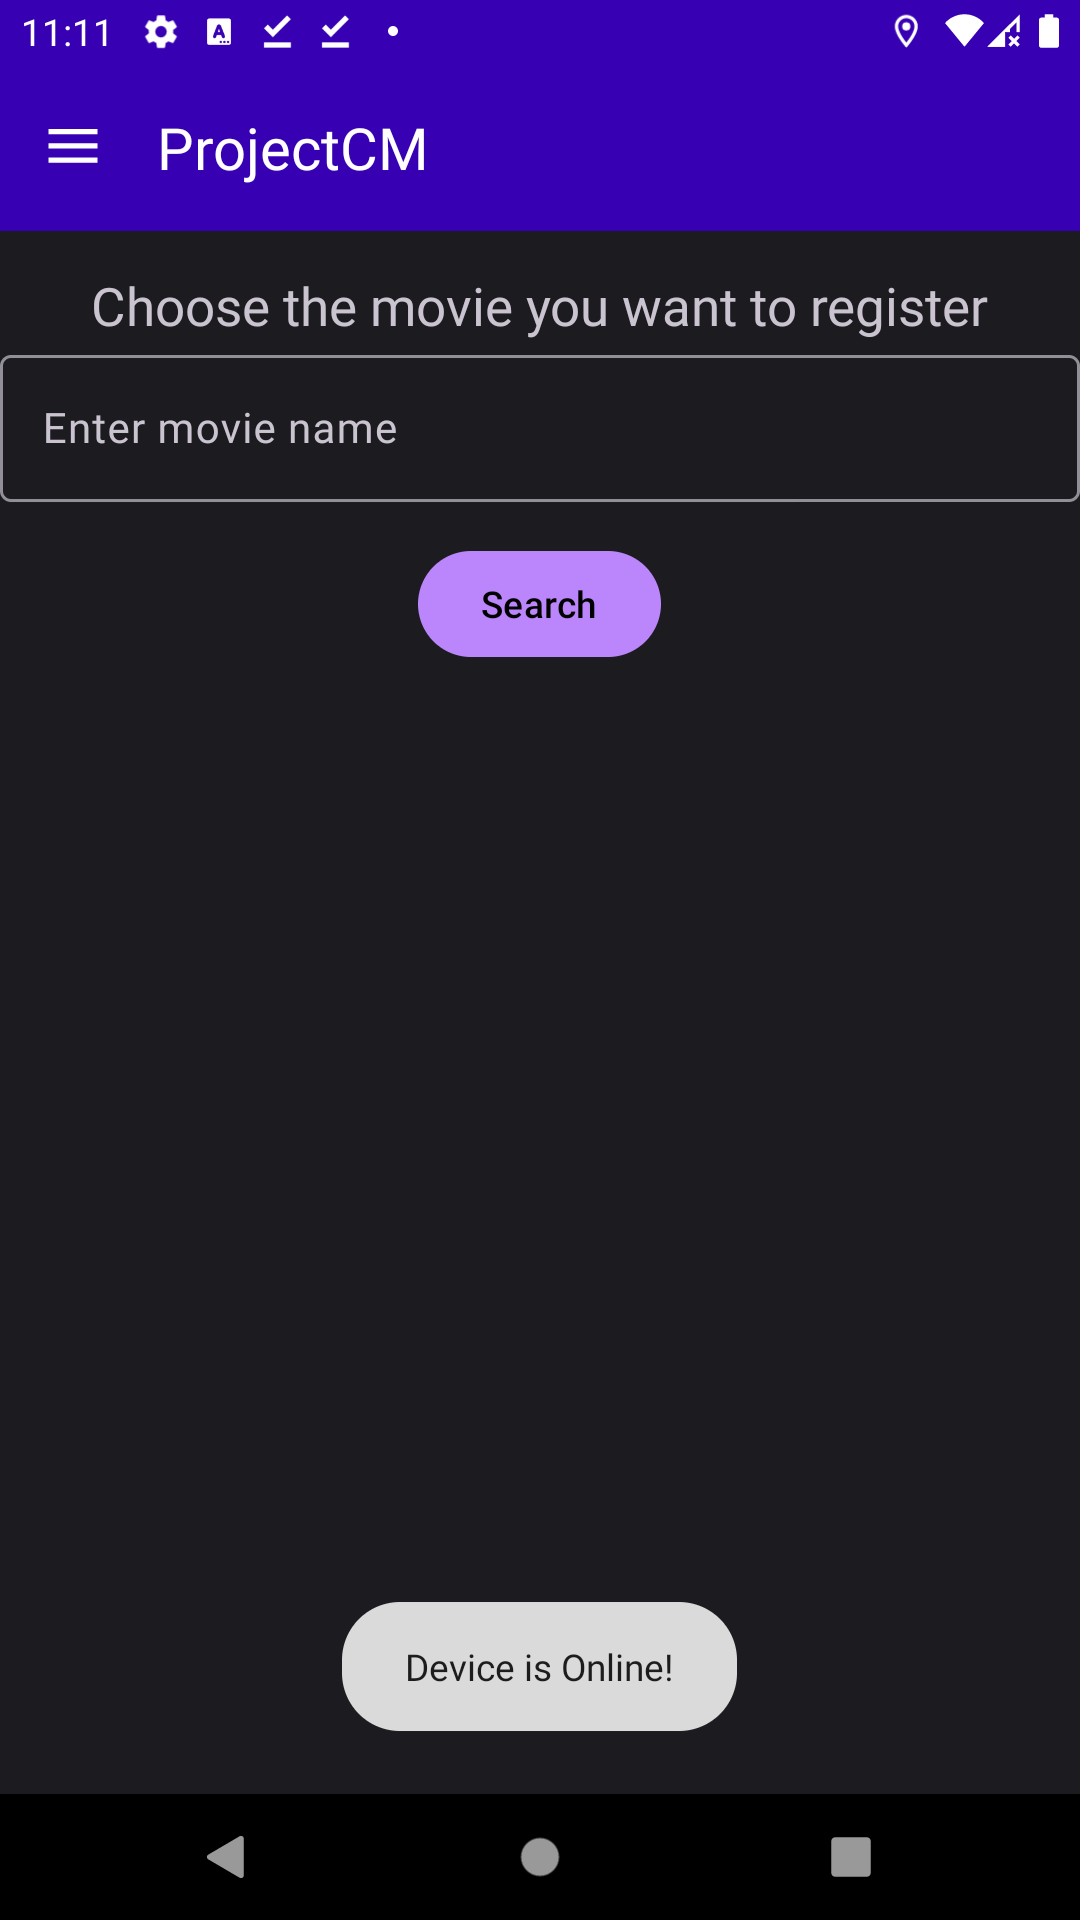 11:11
ProjectCM
Choose the movie you want to register
Enter movie name
Search
Device is Online!